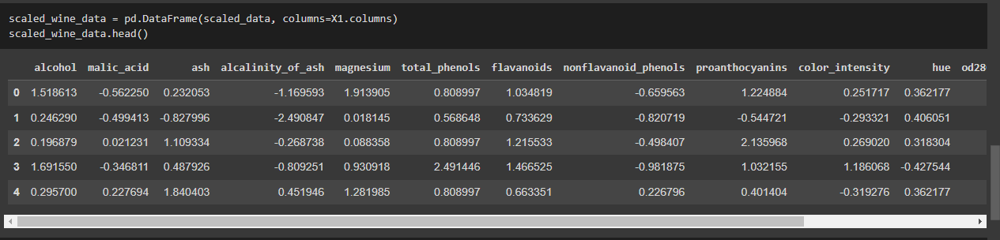 scaled_wine_data = pd.DataFrame(scaled_data, columns=X1.columns)
scaled_wine_data.head()
alcohol malic_acid ash alcalinity_of_ash magnesium total_phenols flavanoids nonflavanoid_phenols proanthocyanins color_intensity hue od28
0 1.518613 -0.562250 0.232053 -1.169593 1.913905 0.808997 1.034819 -0.659563 1.224884 0.251717 0.362177
1 0.246290 -0.499413 -0.827996 -2.490847 0.018145 0.568648 0.733629 -0.820719 -0.544721 -0.293321 0.406051
2 0.196879 0.021231 1.109334 -0.268738 0.088358 0.808997 1.215533 -0.498407 2.135968 0.269020 0.318304
3 1.691550 -0.346811 0.487926 -0.809251 0.930918 2.491446 1.466525 -0.981875 1.032155 1.186068 -0.427544
4 0.295700 0.227694 1.840403 0.451946 1.281985 0.808997 0.663351 0.226796 0.401404 -0.319276 0.362177